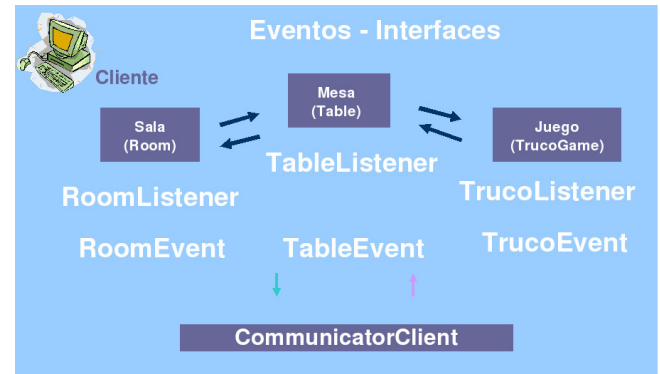 Eventos - Interfaces
Cliente
Mesa
(Table)
Sala
(Room)
Juego
(TrucoGame)
TableListener
RoomListener
TrucoListener
RoomEvent
TableEvent
TrucoEvent
CommunicatorClient